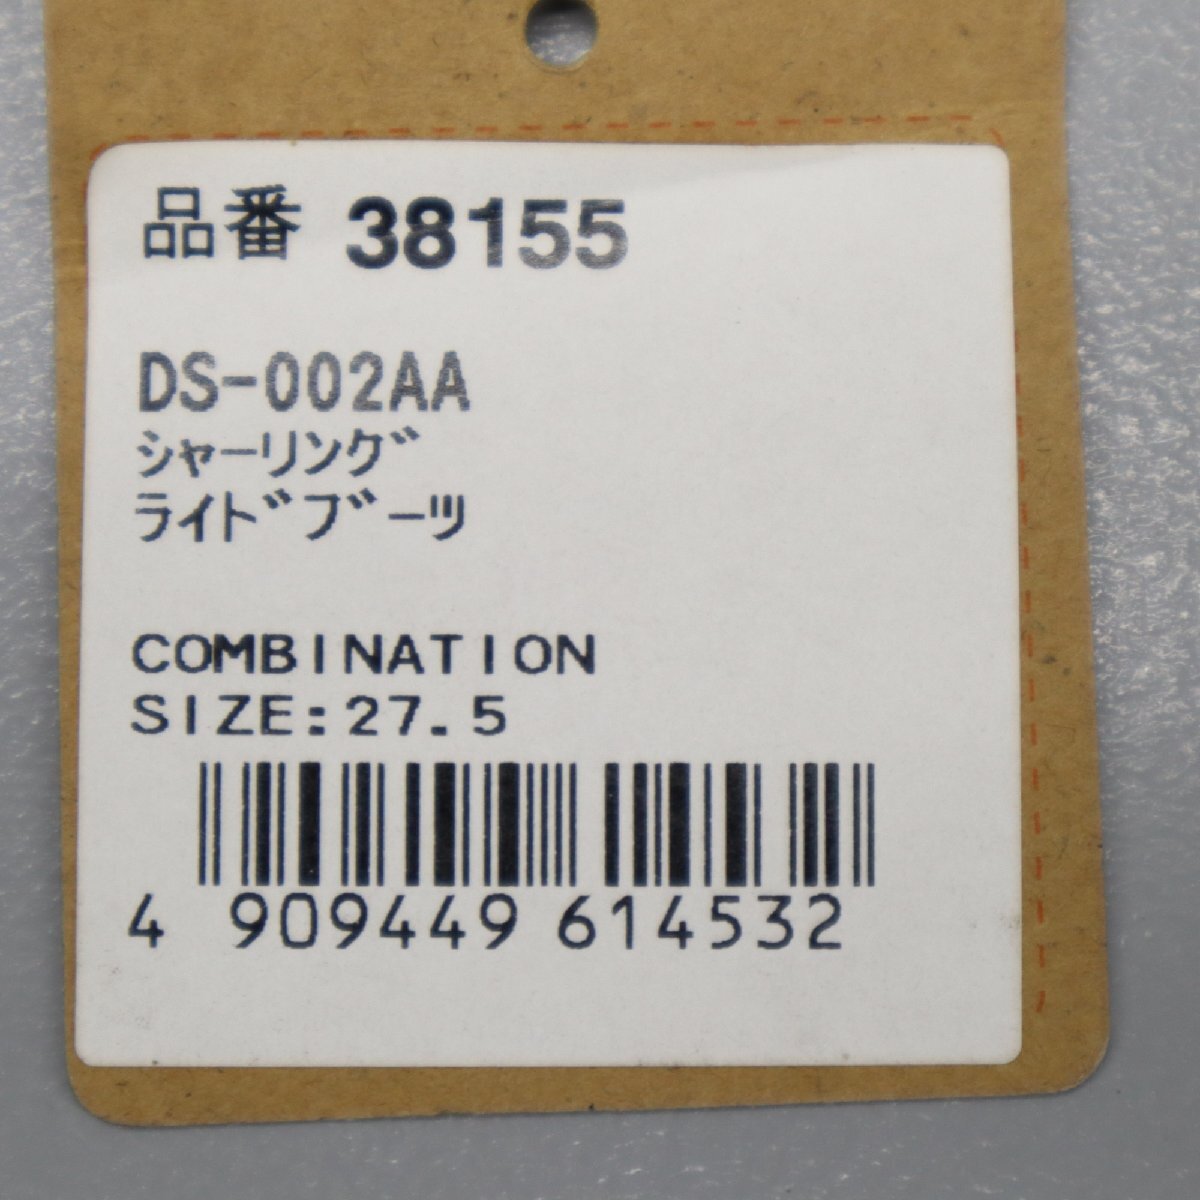 品番 38155
DS-002AA
シャーリング
ライドブーツ
COMBINATION
SIZE:27.5
4 909449 614532